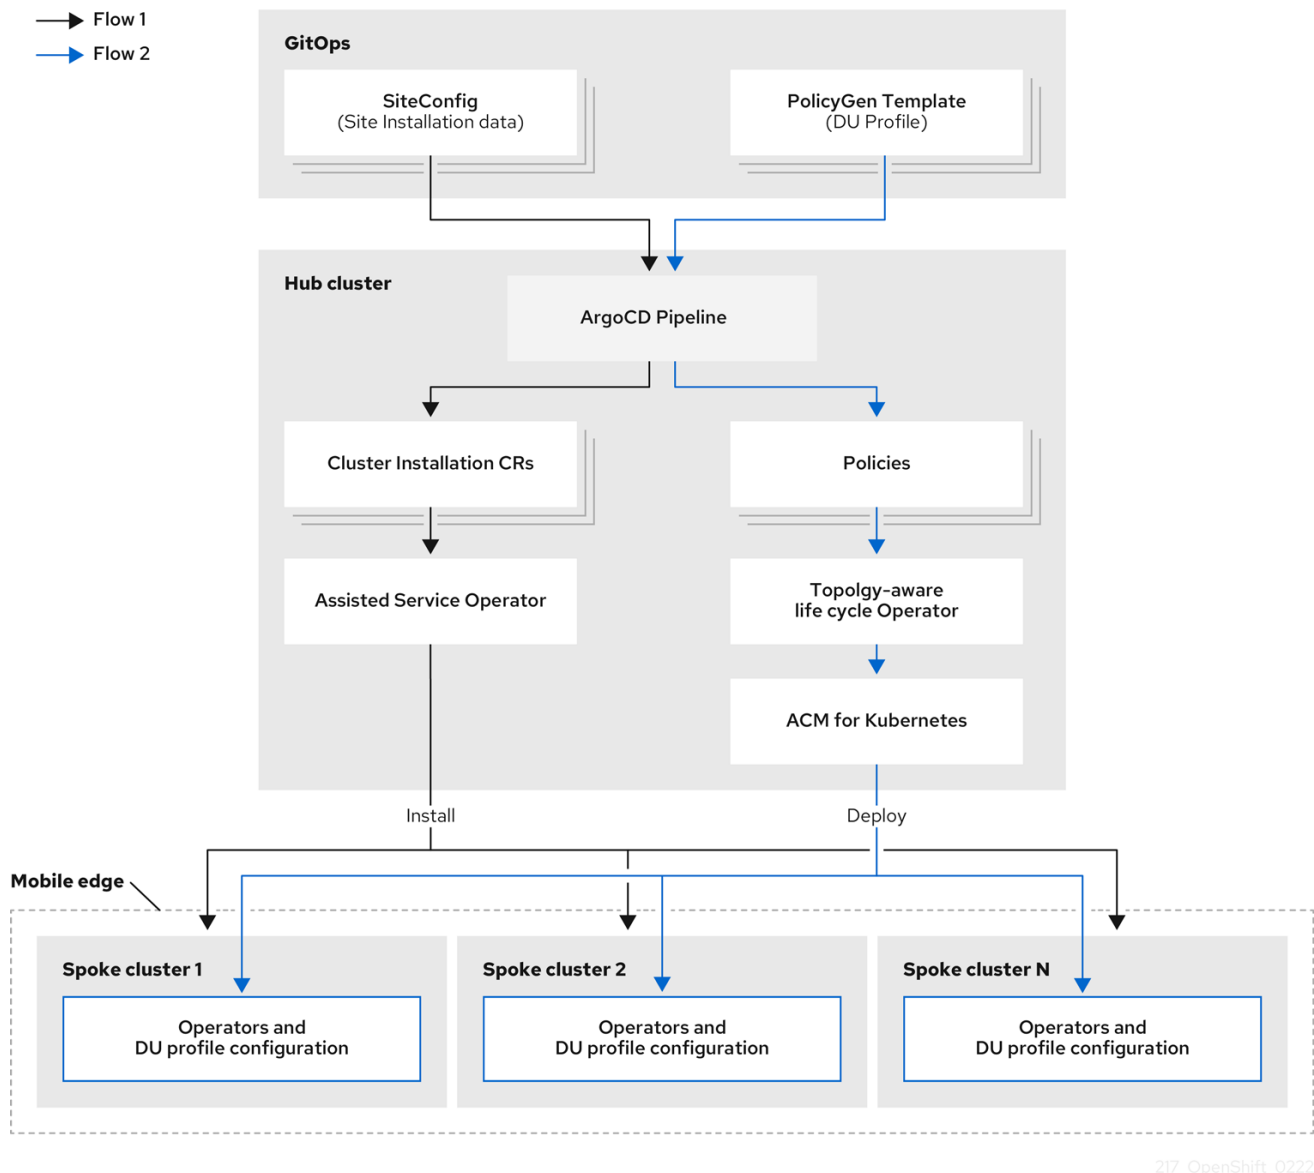 Flow 1
Flow 2
GitOps
SiteConfig
(Site Installation data)
PolicyGen Template
(DU Profile)
Hub cluster
ArgoCD Pipeline
Cluster Installation CRs
Policies
Assisted Service Operator
Topolgy-aware
life cycle Operator
ACM for Kubernetes
Install
Deploy
Mobile edge
Spoke cluster 1
Operators and
DU profile configuration
Spoke cluster 2
Operators and
DU profile configuration
Spoke cluster N
Operators and
DU profile configuration
217_OpenShift_0222